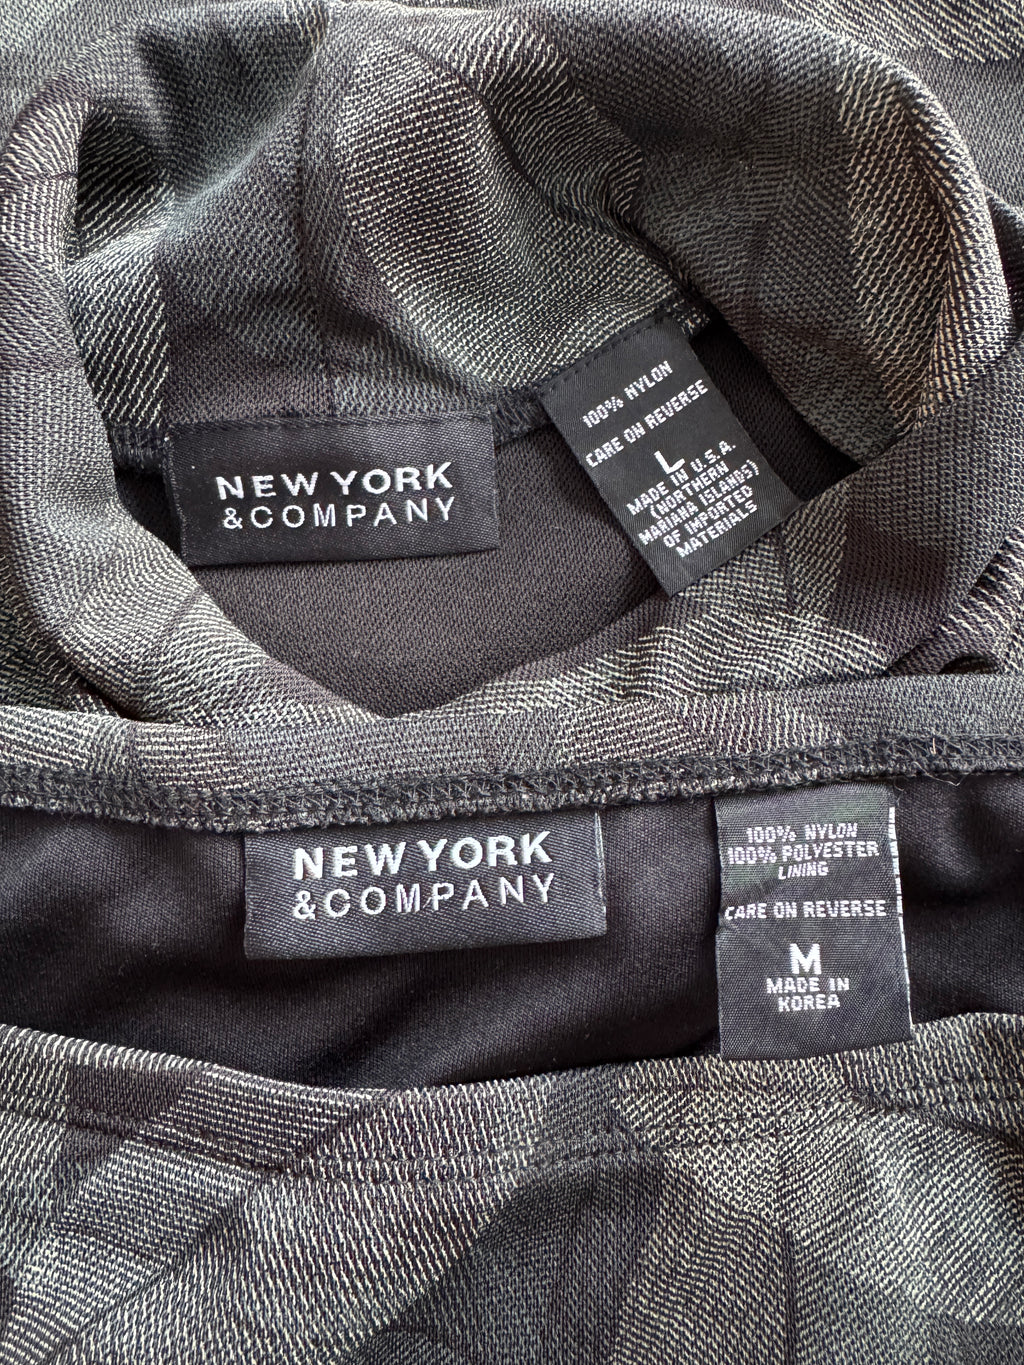 NEW YORK
&COMPANY
100% NYLON
CARE ON REVERSE
L
MADE IN U.S.A.
(NORTHERN
MARIANA ISLANDS)
OF IMPORTED
MATERIALS
NEW YORK
&COMPANY
100% NYLON
100% POLYESTER
LINING
CARE ON REVERSE
M
MADE IN
KOREA